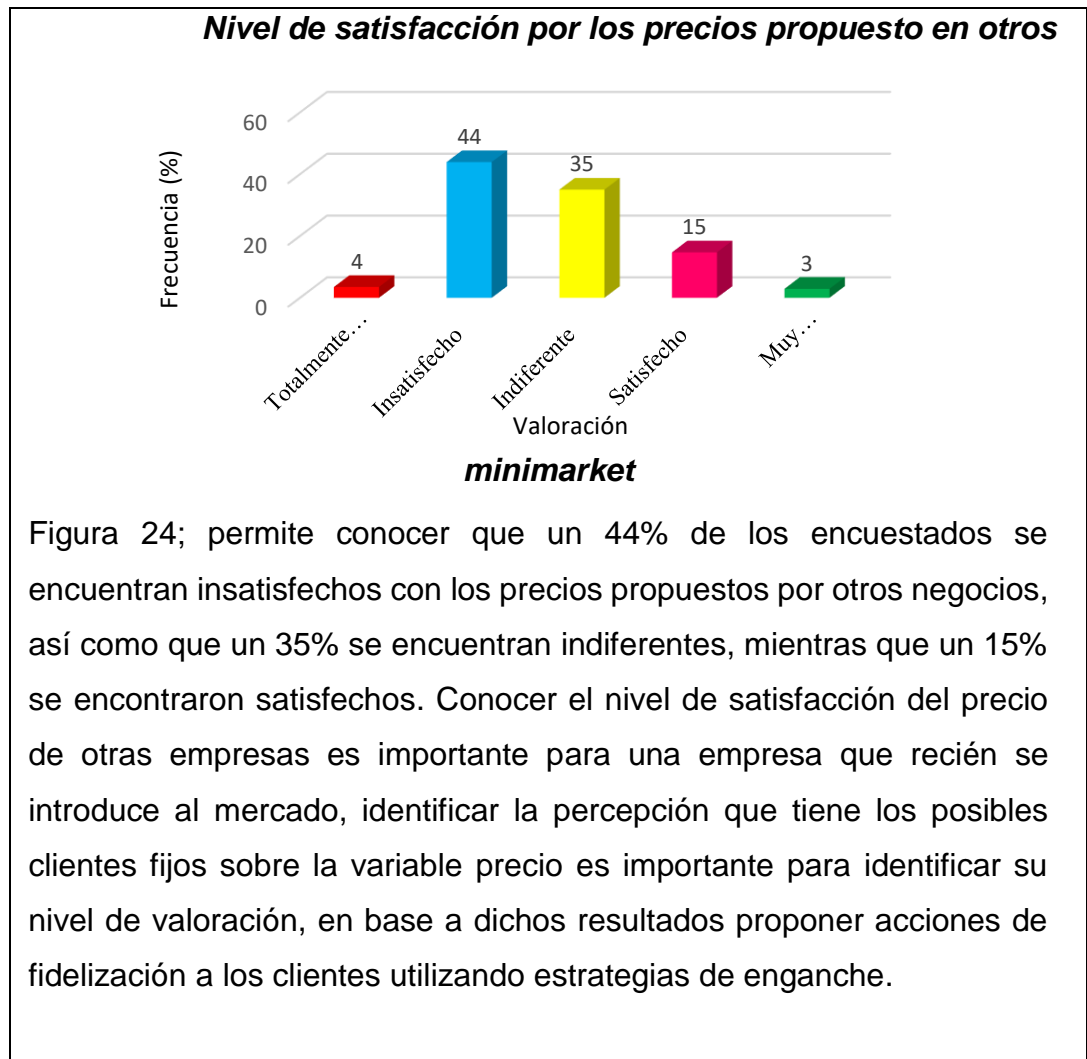 Nivel de satisfacción por los precios propuesto en otros
60
40
20
0
Frecuencia (%)
4
44
35
15
3
Totalmente…
Insatisfecho
Indiferente
Satisfecho
Muy…
Valoración
minimarket
Figura 24; permite conocer que un 44% de los encuestados se
encuentran insatisfechos con los precios propuestos por otros negocios,
así como que un 35% se encuentran indiferentes, mientras que un 15%
se encontraron satisfechos. Conocer el nivel de satisfacción del precio
de otras empresas es importante para una empresa que recién se
introduce al mercado, identificar la percepción que tiene los posibles
clientes fijos sobre la variable precio es importante para identificar su
nivel de valoración, en base a dichos resultados proponer acciones de
fidelización a los clientes utilizando estrategias de enganche.